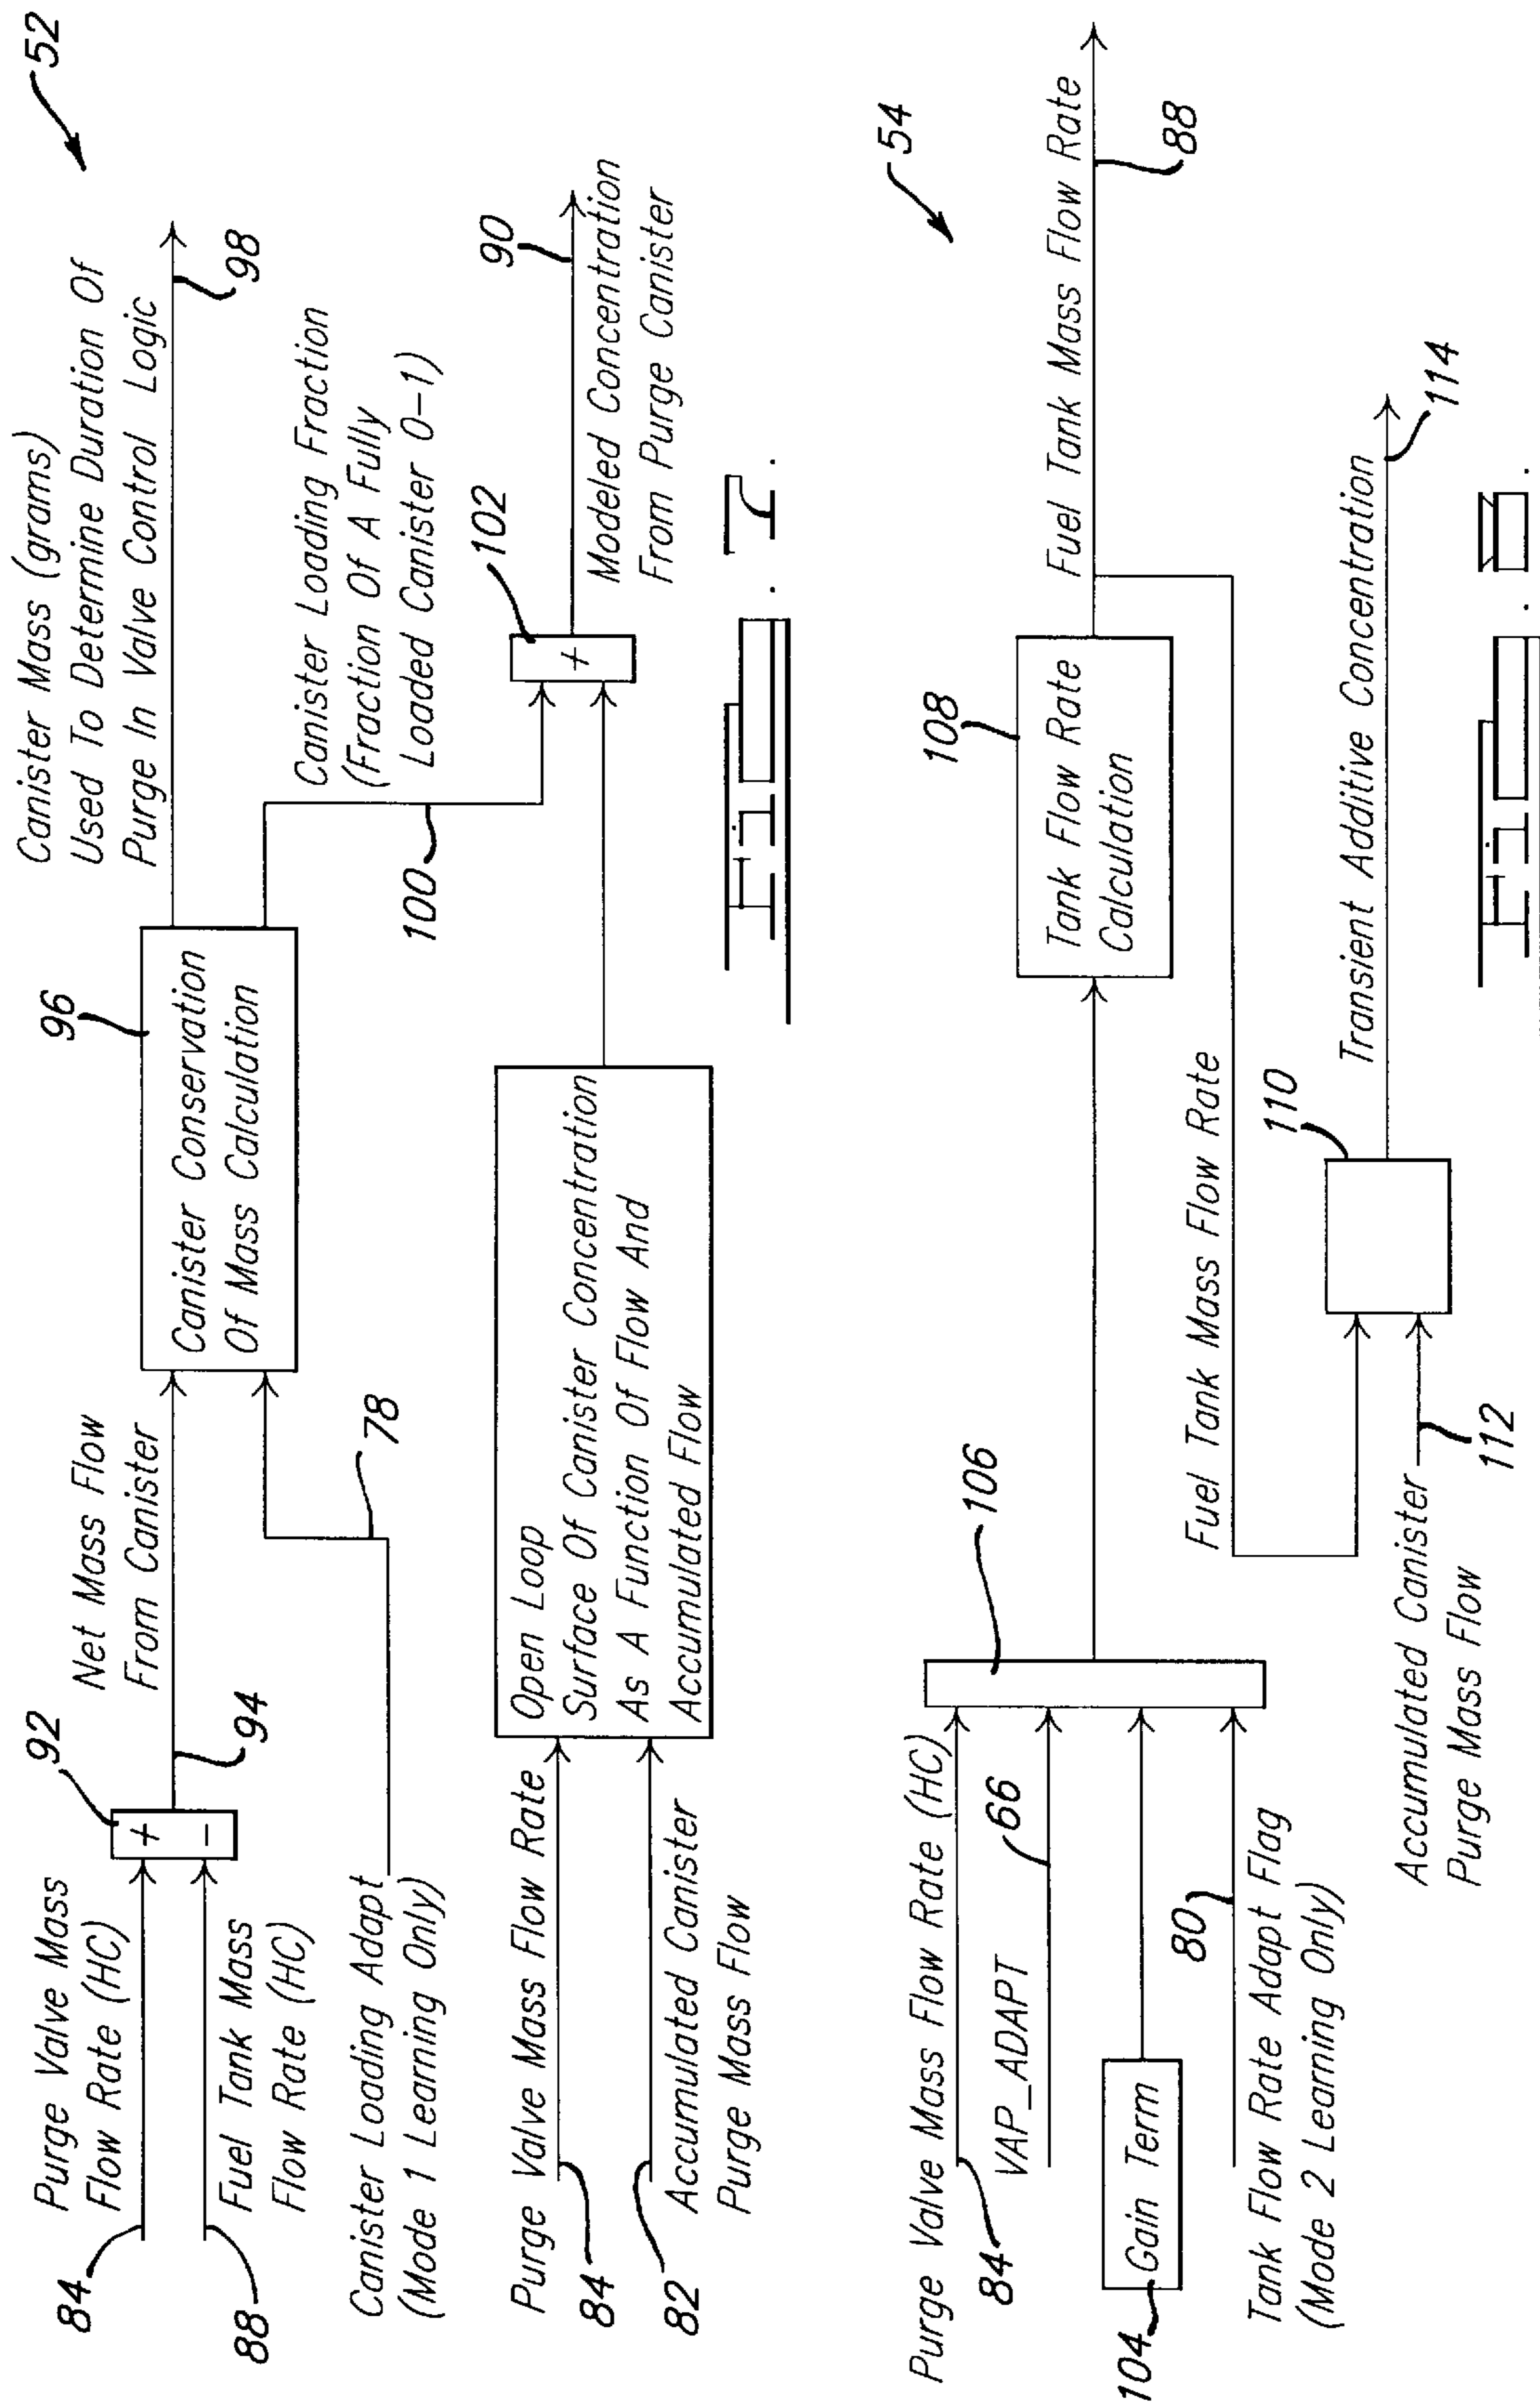 52
Canister Mass (grams)
Used To Determine Duration Of
Purge In Valve Control Logic
98
96
Canister Conservation
Of Mass Calculation
Net Mass Flow
From Canister
92
+
−
94
Purge Valve Mass
Flow Rate (HC)
84
88
Fuel Tank Mass
Flow Rate (HC)
78
Canister Loading Adapt
(Mode 1 Learning Only)
100
Canister Loading Fraction
(Fraction Of A Fully
Loaded Canister 0-1)
102
+
90
Modeled Concentration
From Purge Canister
Open Loop
Surface Of Canister Concentration
As A Function Of Flow And
Accumulated Flow
Purge Valve Mass Flow Rate
84
82
Accumulated Canister
Purge Mass Flow
Fig. 7.
54
Purge Valve Mass Flow Rate (HC)
84
VAP_ADAPT
66
104
Gain Term
80
Tank Flow Rate Adapt Flag
(Mode 2 Learning Only)
106
108
Tank Flow Rate
Calculation
Fuel Tank Mass Flow Rate
88
Fuel Tank Mass Flow Rate
110
Accumulated Canister
Purge Mass Flow
112
Transient Additive Concentration
114
Fig. 8.